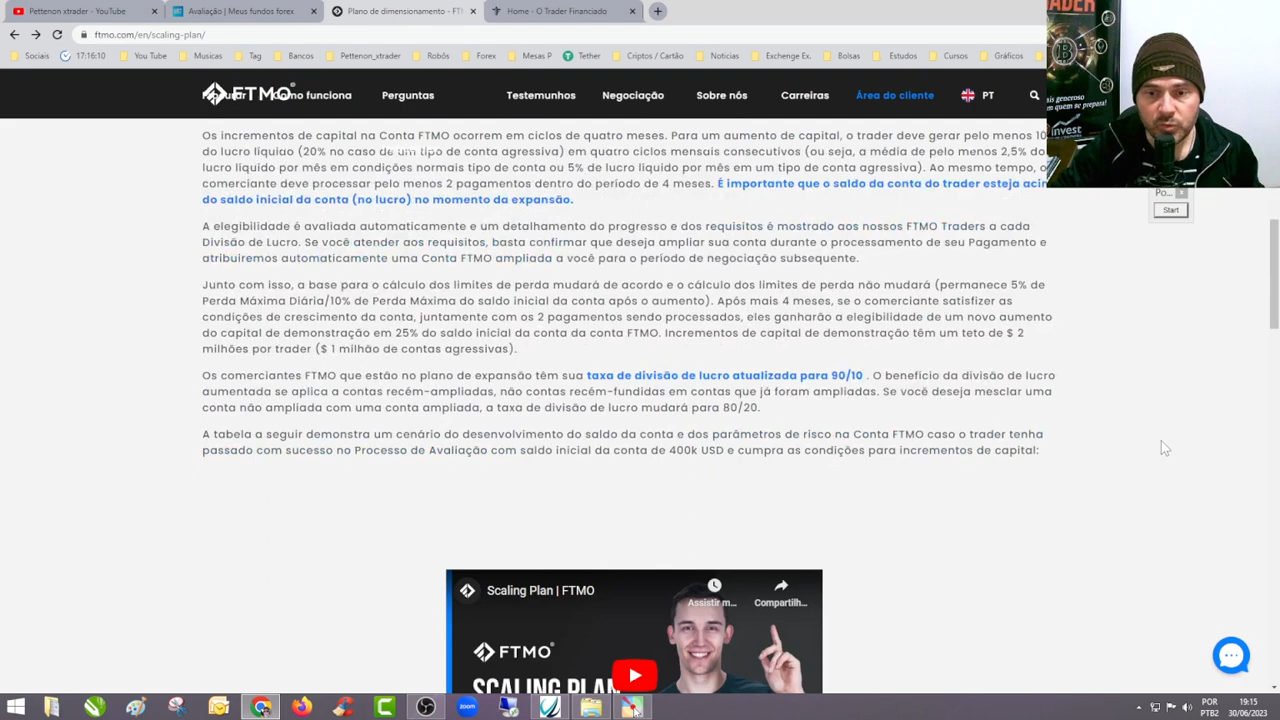 Pettenon xtrader - YouTube
Avaliação | Meus fundos forex
Plano de dimensionamento - FTM
Home - O Trader Financiado
ftmo.com/en/scaling-plan/
Sociais
17:16:10
You Tube
Musicas
Tag
Bancos
Pettenon_xtrader
Robôs
Forex
Mesas P
Tether
Criptos / Cartão
Noticias
Exchenge Ex.
Bolsas
Estudos
Cursos
Gráficos
FTMO
omo funciona
Perguntas
Testemunhos
Negociação
Sobre nós
Carreiras
Área do cliente
PT
Os incrementos de capital na Conta FTMO ocorrem em ciclos de quatro meses. Para um aumento de capital, o trader deve gerar pelo menos 10
do lucro líquido (20% no caso de um tipo de conta agressiva) em quatro ciclos mensais consecutivos (ou seja, a média de pelo menos 2,5% do
lucro líquido por mês em condições normais tipo de conta ou 5% de lucro líquido por mês em um tipo de conta agressiva). Ao mesmo tempo, o
comerciante deve processar pelo menos 2 pagamentos dentro do período de 4 meses. É importante que o saldo da conta do trader esteja acin
do saldo inicial da conta (no lucro) no momento da expansão.
A elegibilidade é avaliada automaticamente e um detalhamento do progresso e dos requisitos é mostrado aos nossos FTMO Traders a cada
Divisão de Lucro. Se você atender aos requisitos, basta confirmar que deseja ampliar sua conta durante o processamento de seu Pagamento e
atribuiremos automaticamente uma Conta FTMO ampliada a você para o período de negociação subsequente.
Junto com isso, a base para o cálculo dos limites de perda mudará de acordo e o cálculo dos limites de perda não mudará (permanece 5% de
Perda Máxima Diária/10% de Perda Máxima do saldo inicial da conta após o aumento). Após mais 4 meses, se o comerciante satisfizer as
condições de crescimento da conta, juntamente com os 2 pagamentos sendo processados, eles ganharão a elegibilidade de um novo aumento
do capital de demonstração em 25% do saldo inicial da conta da conta FTMO. Incrementos de capital de demonstração têm um teto de $ 2
milhões por trader ($ 1 milhão de contas agressivas).
Os comerciantes FTMO que estão no plano de expansão têm sua taxa de divisão de lucro atualizada para 90/10 . O benefício da divisão de lucro
aumentada se aplica a contas recém-ampliadas, não contas recém-fundidas em contas que já foram ampliadas. Se você deseja mesclar uma
conta não ampliada com uma conta ampliada, a taxa de divisão de lucro mudará para 80/20.
A tabela a seguir demonstra um cenário do desenvolvimento do saldo da conta e dos parâmetros de risco na Conta FTMO caso o trader tenha
passado com sucesso no Processo de Avaliação com saldo inicial da conta de 400k USD e cumpra as condições para incrementos de capital:
Scaling Plan | FTMO
Assistir m...
Compartilh...
FTMO
SCALING PLAN
Po...
Start
mais generoso
invest
zoom
POR
PTB2
19:15
30/06/2023